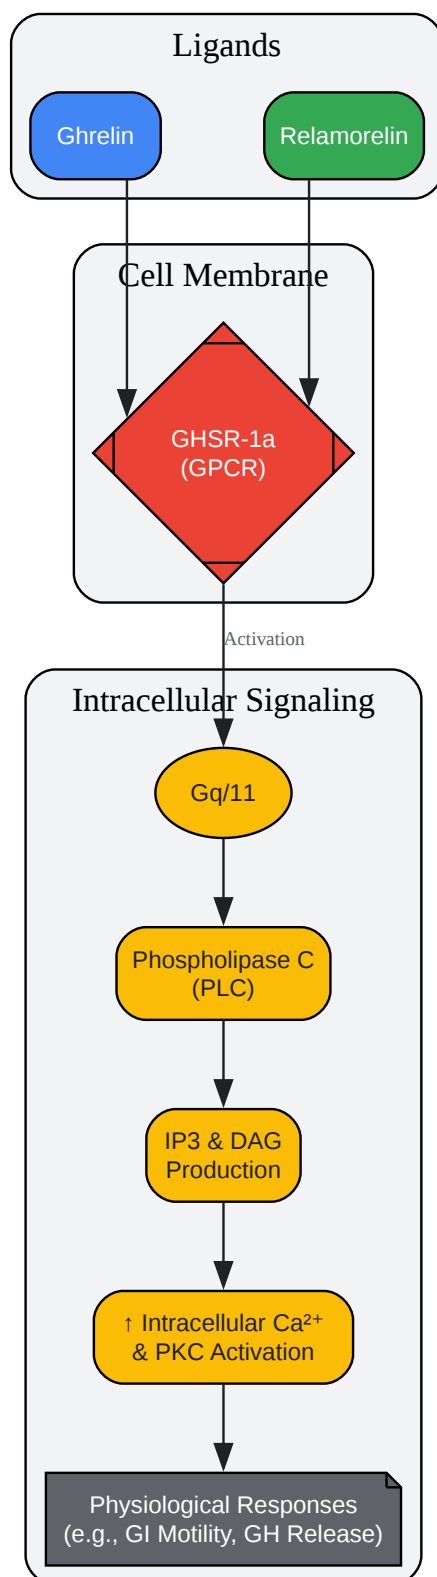 Ligands
Ghrelin
Relamorelin
Cell Membrane
GHSR-1a
(GPCR)
Activation
Intracellular Signaling
Gq/11
Phospholipase C
(PLC)
IP3 & DAG
Production
↑ Intracellular Ca²⁺
& PKC Activation
Physiological Responses
(e.g., GI Motility, GH Release)